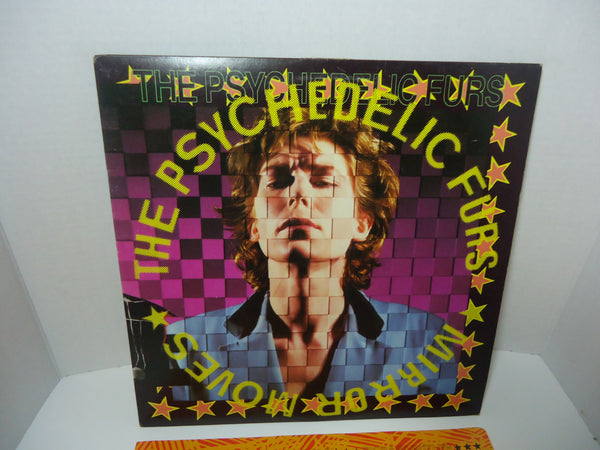 THE PSYCHEDELIC FURS
THE PSYCHEDELIC FURS
MIRROR MOVES